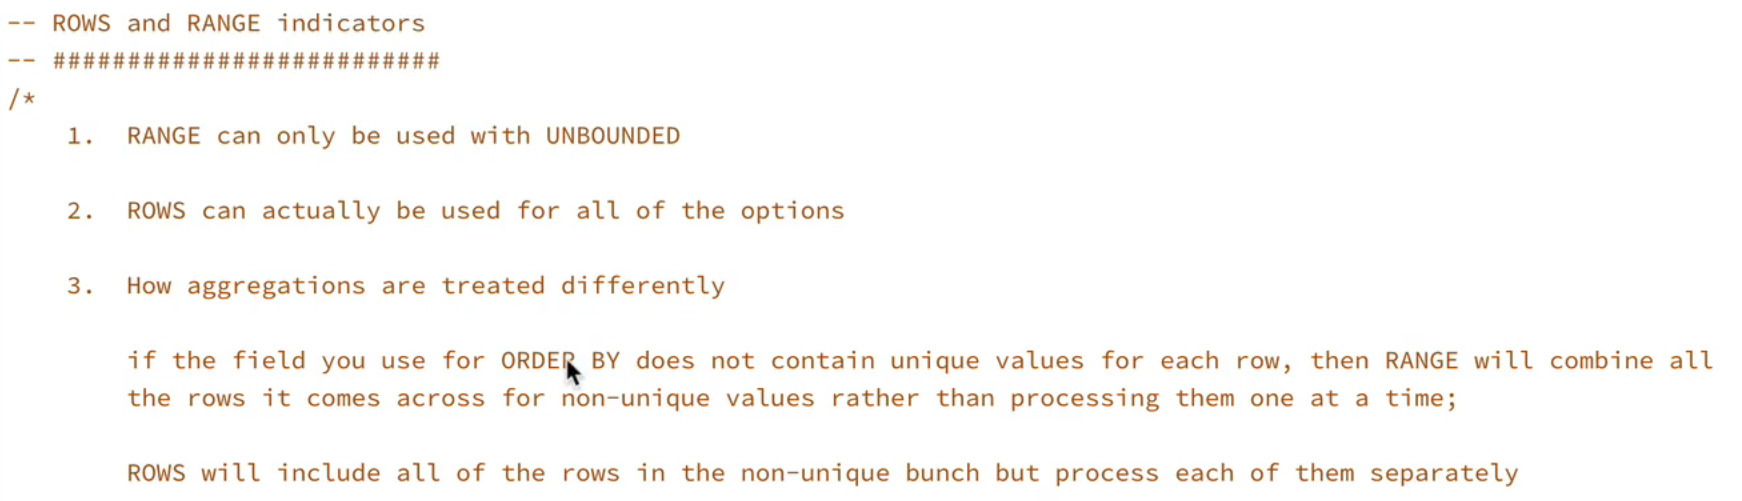 -- ROWS and RANGE indicators
-- ##########################
/*
1. RANGE can only be used with UNBOUNDED
2. ROWS can actually be used for all of the options
3. How aggregations are treated differently
if the field you use for ORDER BY does not contain unique values for each row, then RANGE will combine all
the rows it comes across for non-unique values rather than processing them one at a time;
ROWS will include all of the rows in the non-unique bunch but process each of them separately